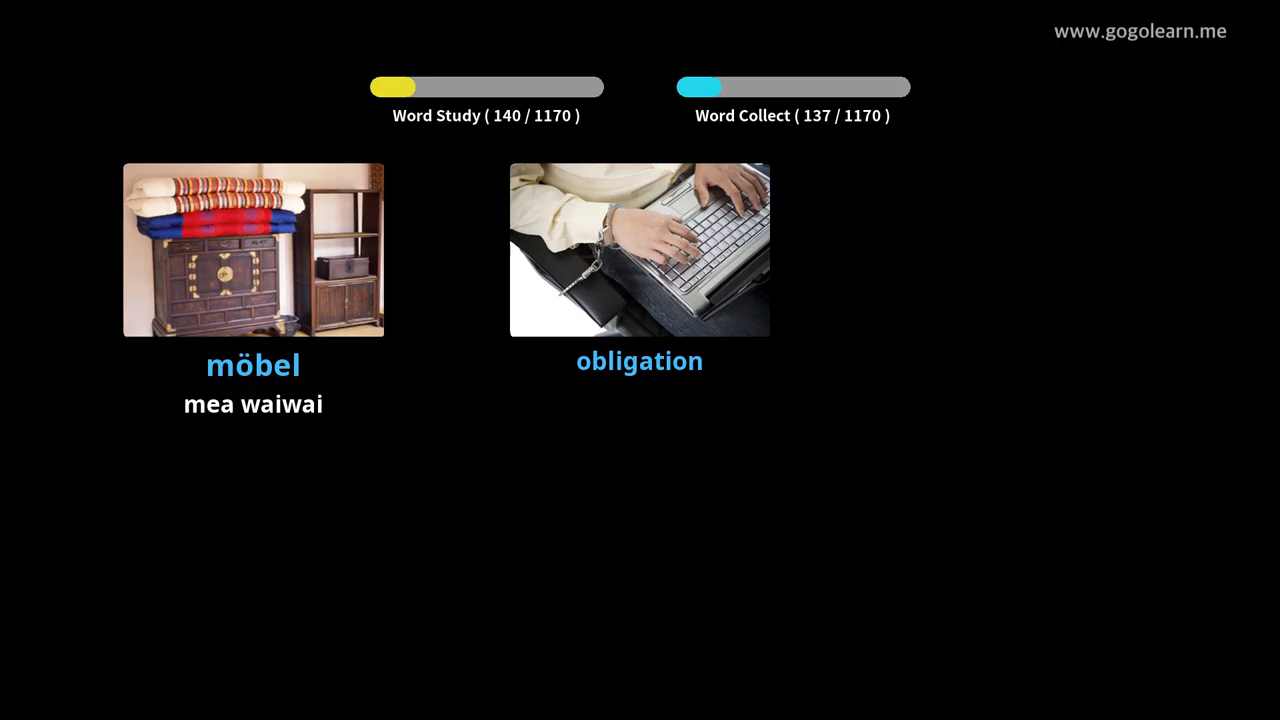 www.gogolearn.me
Word Study ( 140 / 1170 )
Word Collect ( 137 / 1170 )
möbel
mea waiwai
obligation